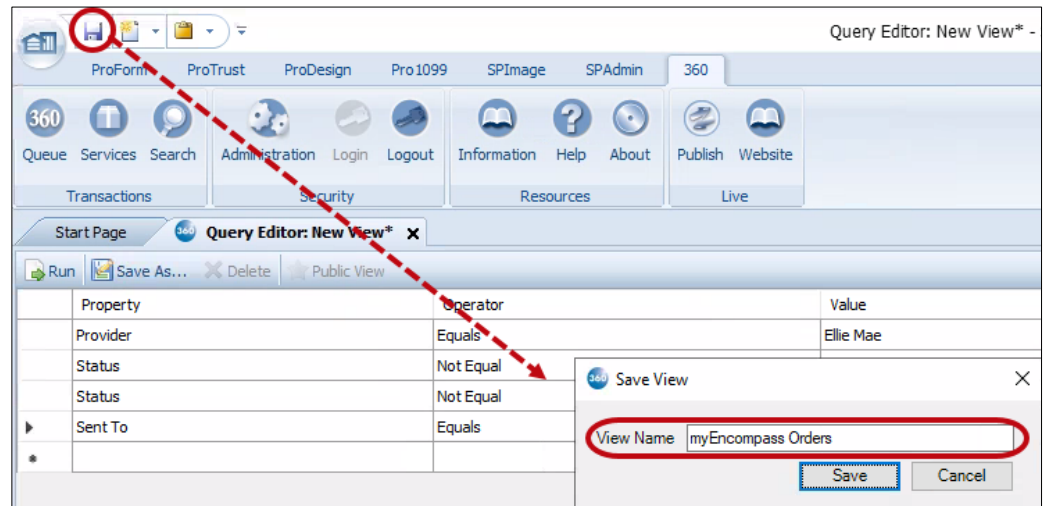 Query Editor: New View* -
ProForm ProTrust ProDesign Pro1099 SPImage SPAdmin 360
360
Queue Services Search Administration Login Logout Information Help About Publish Website
Transactions Security Resources Live
Start Page 360 Query Editor: New View* x
Run Save As... Delete Public View
Property Operator Value
Provider Equals Ellie Mae
Status Not Equal
Status Not Equal
360 Save View
Sent To Equals
View Name myEncompass Orders
Save Cancel